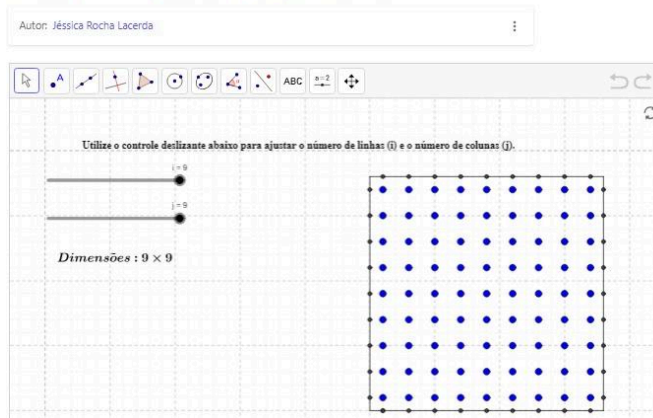 Autor: Jéssica Rocha Lacerda
A
ABC
a=2
Utilize o controle deslizante abaixo para ajustar o número de linhas (i) e o número de colunas (j).
i = 9
j = 9
Dimensões : 9 × 9